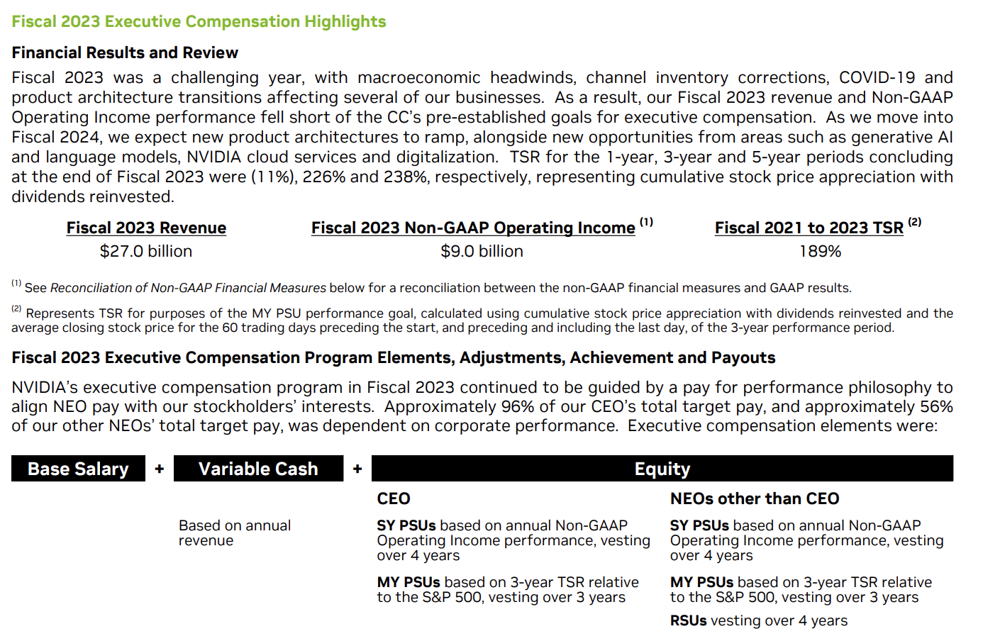 Fiscal 2023 Executive Compensation Highlights
Financial Results and Review
Fiscal 2023 was a challenging year, with macroeconomic headwinds, channel inventory corrections, COVID-19 and
product architecture transitions affecting several of our businesses. As a result, our Fiscal 2023 revenue and Non-GAAP
Operating Income performance fell short of the CC's pre-established goals for executive compensation. As we move into
Fiscal 2024, we expect new product architectures to ramp, alongside new opportunities from areas such as generative AI
and language models, NVIDIA cloud services and digitalization. TSR for the 1-year, 3-year and 5-year periods concluding
at the end of Fiscal 2023 were (11%), 226% and 238%, respectively, representing cumulative stock price appreciation with
dividends reinvested.
Fiscal 2023 Revenue Fiscal 2023 Non-GAAP Operating Income (1) Fiscal 2021 to 2023 TSR (2)
$27.0 billion $9.0 billion 189%
(1) See Reconciliation of Non-GAAP Financial Measures below for a reconciliation between the non-GAAP financial measures and GAAP results.
(2) Represents TSR for purposes of the MY PSU performance goal, calculated using cumulative stock price appreciation with dividends reinvested and the
average closing stock price for the 60 trading days preceding the start, and preceding and including the last day, of the 3-year performance period.
Fiscal 2023 Executive Compensation Program Elements, Adjustments, Achievement and Payouts
NVIDIA's executive compensation program in Fiscal 2023 continued to be guided by a pay for performance philosophy to
align NEO pay with our stockholders' interests. Approximately 96% of our CEO's total target pay, and approximately 56%
of our other NEOs' total target pay, was dependent on corporate performance. Executive compensation elements were:
Base Salary + Variable Cash + Equity
Based on annual
revenue
CEO
SY PSUs based on annual Non-GAAP
Operating Income performance, vesting
over 4 years
MY PSUs based on 3-year TSR relative
to the S&P 500, vesting over 3 years
NEOs other than CEO
SY PSUs based on annual Non-GAAP
Operating Income performance, vesting
over 4 years
MY PSUs based on 3-year TSR relative
to the S&P 500, vesting over 3 years
RSUs vesting over 4 years